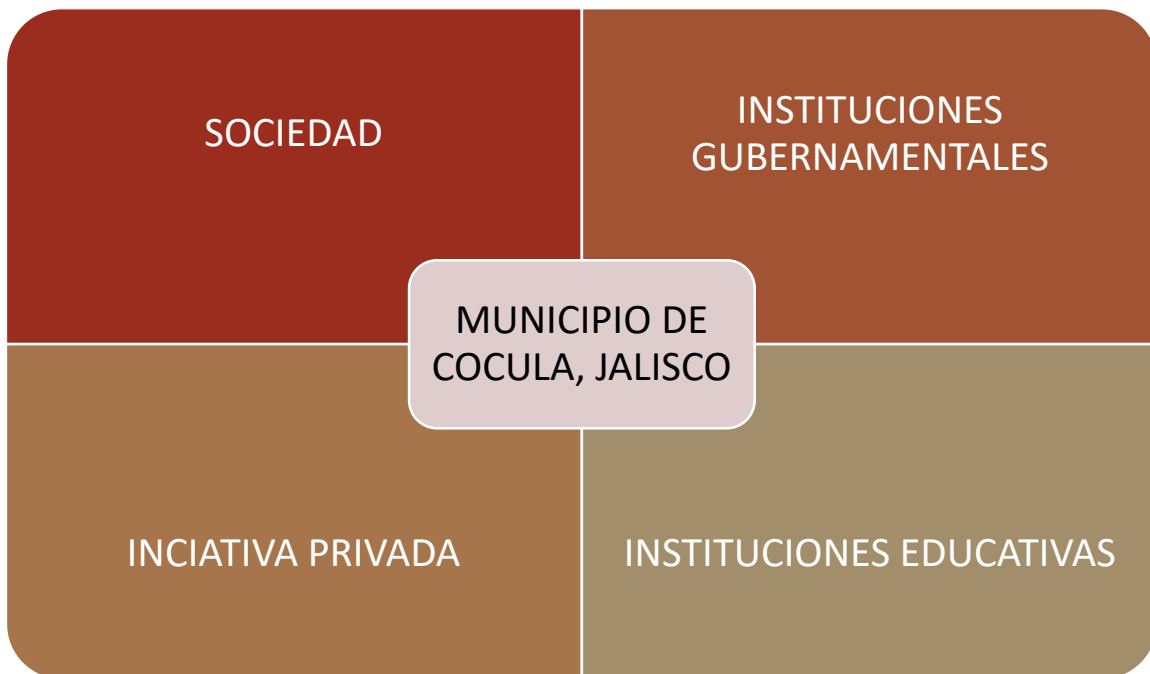 SOCIEDAD
INSTITUCIONES
GUBERNAMENTALES
MUNICIPIO DE
COCULA, JALISCO
INCIATIVA PRIVADA
INSTITUCIONES EDUCATIVAS